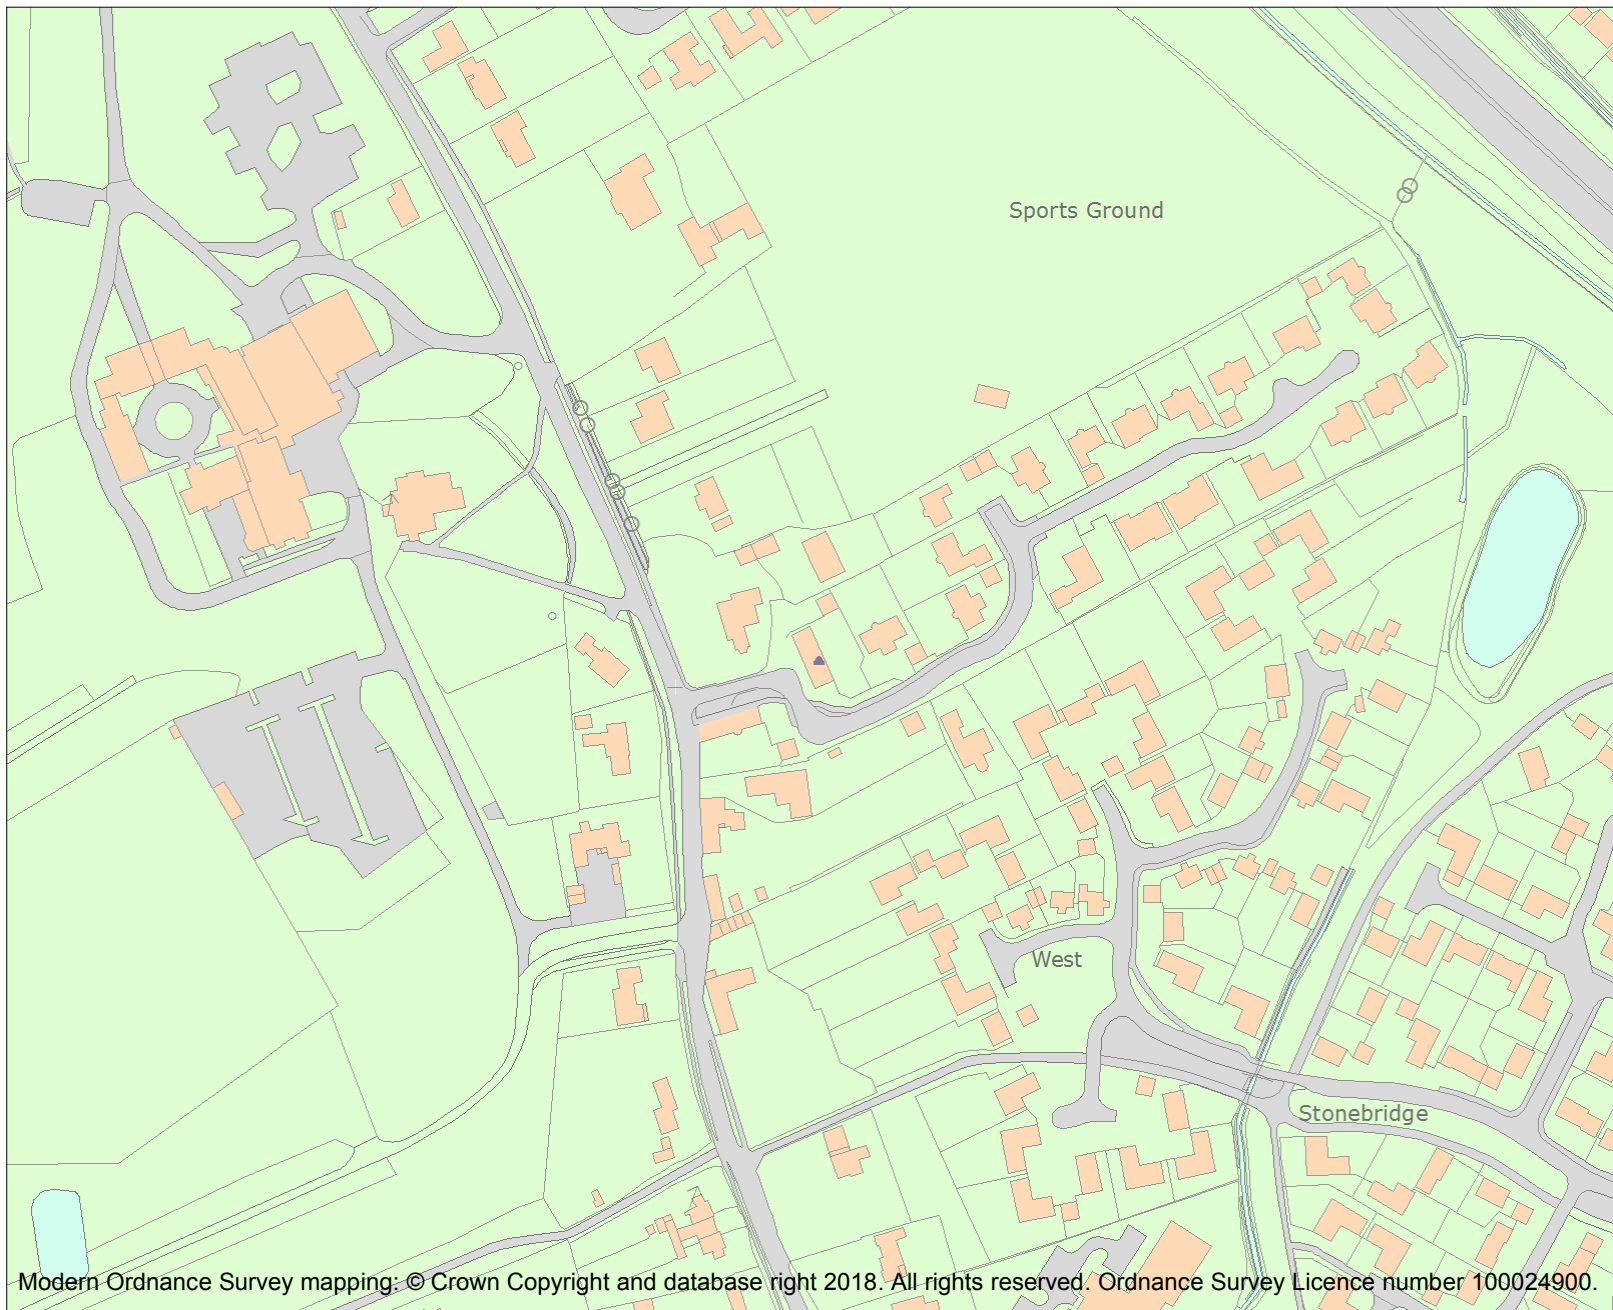 Sports Ground
West
Stonebridge
Modern Ordnance Survey mapping: © Crown Copyright and database right 2018. All rights reserved. Ordnance Survey Licence number 100024900.